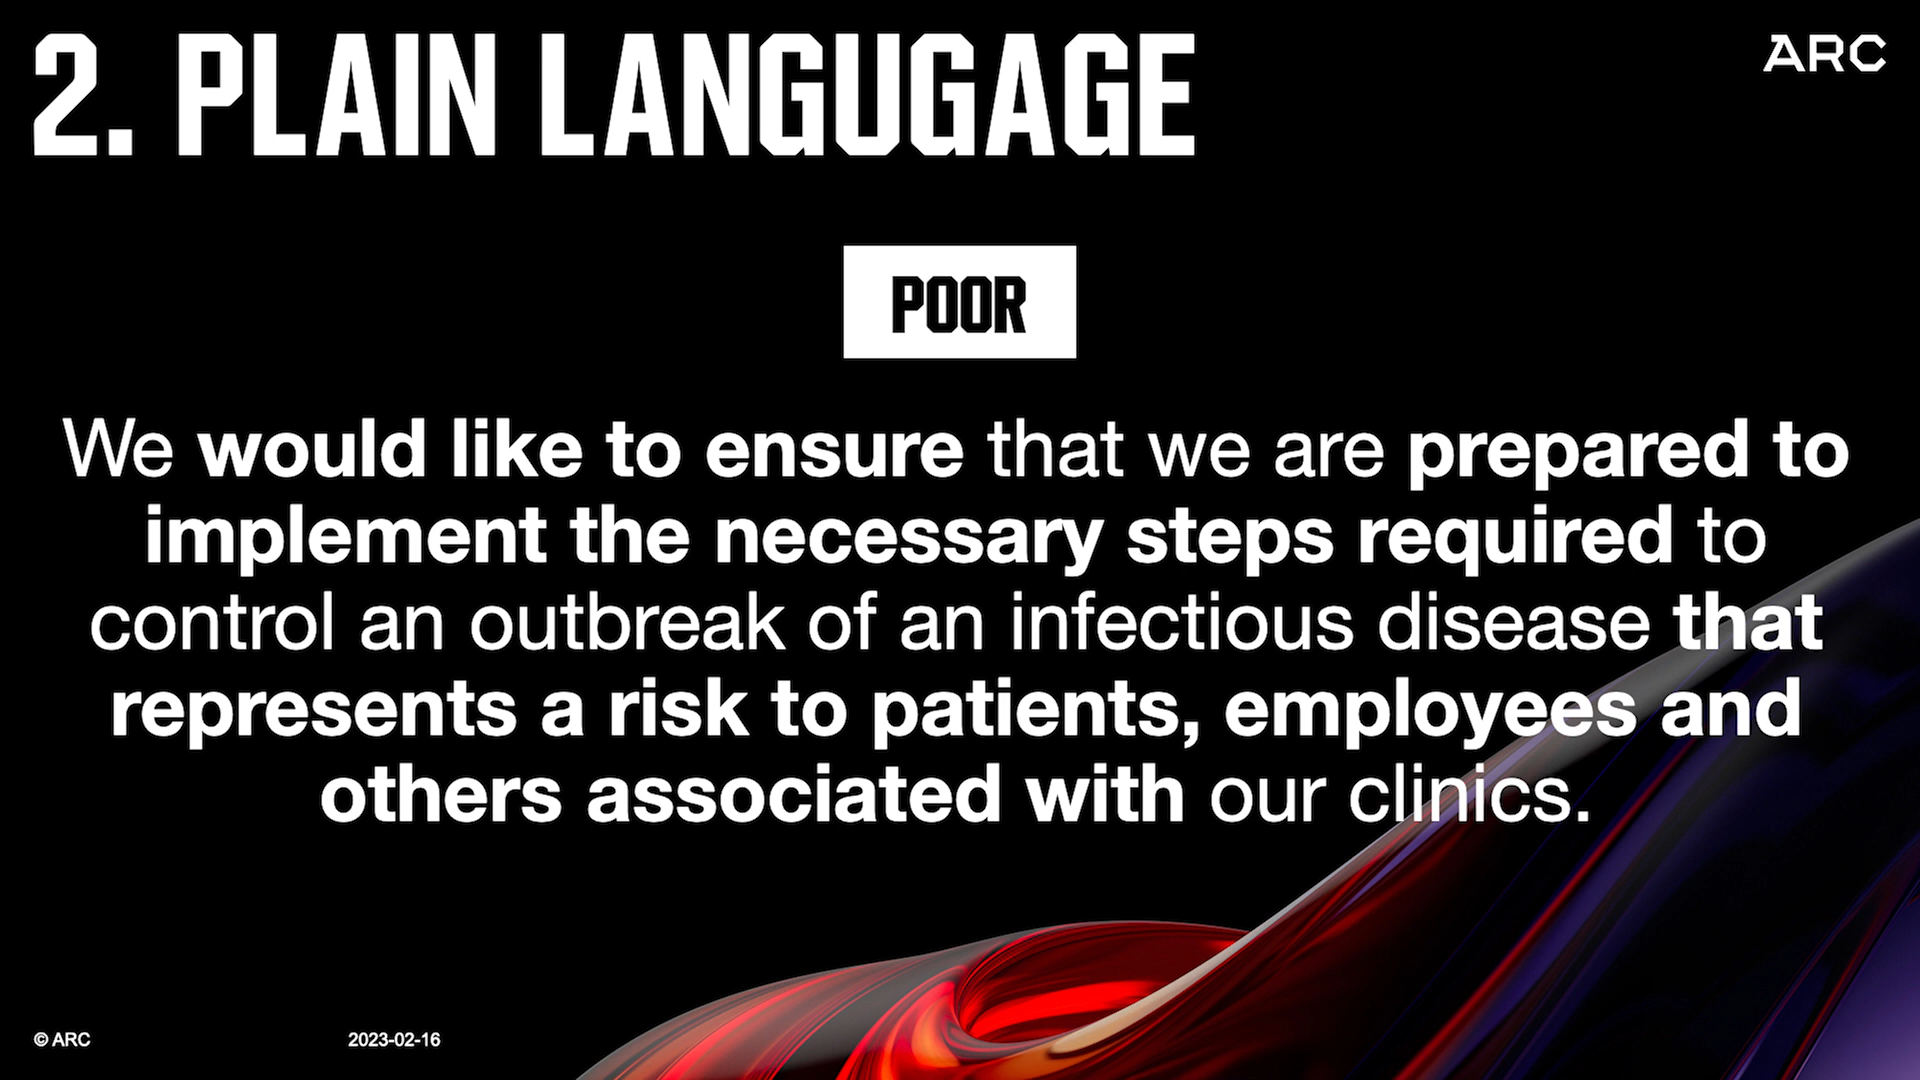 2. PLAIN LANGUGAGE
ARC
POOR
We would like to ensure that we are prepared to
implement the necessary steps required to
control an outbreak of an infectious disease that
represents a risk to patients, employees and
others associated with our clinics.
© ARC
2023-02-16